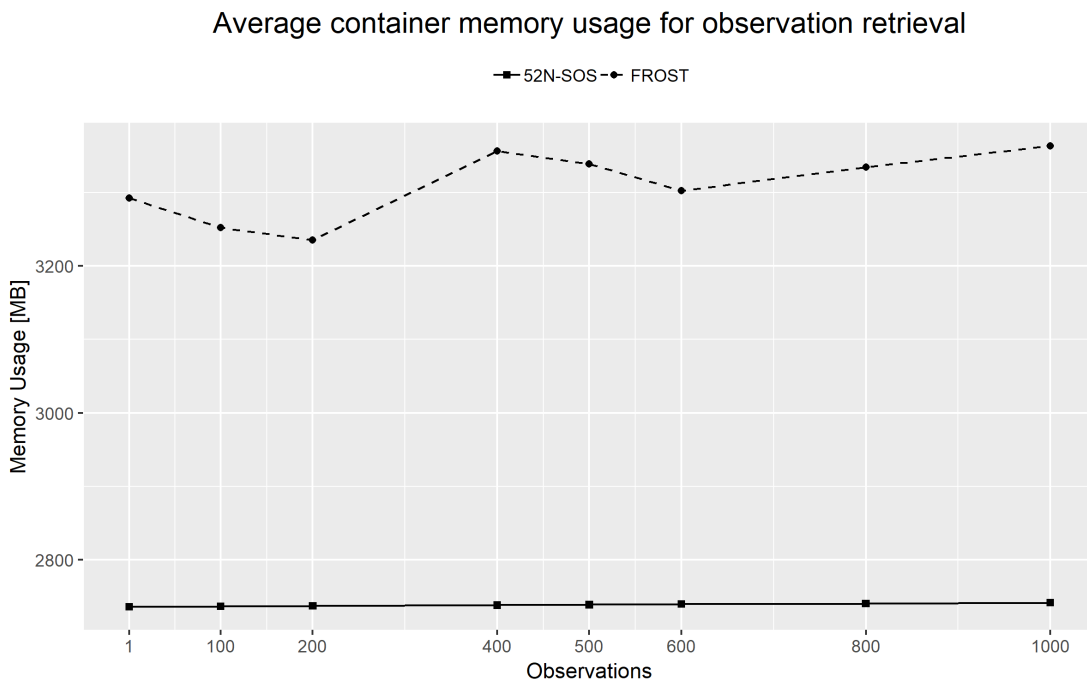 Average container memory usage for observation retrieval
52N-SOS FROST
3200
3000
2800
Memory Usage [MB]
1 100 200 400 500 600 800 1000
Observations